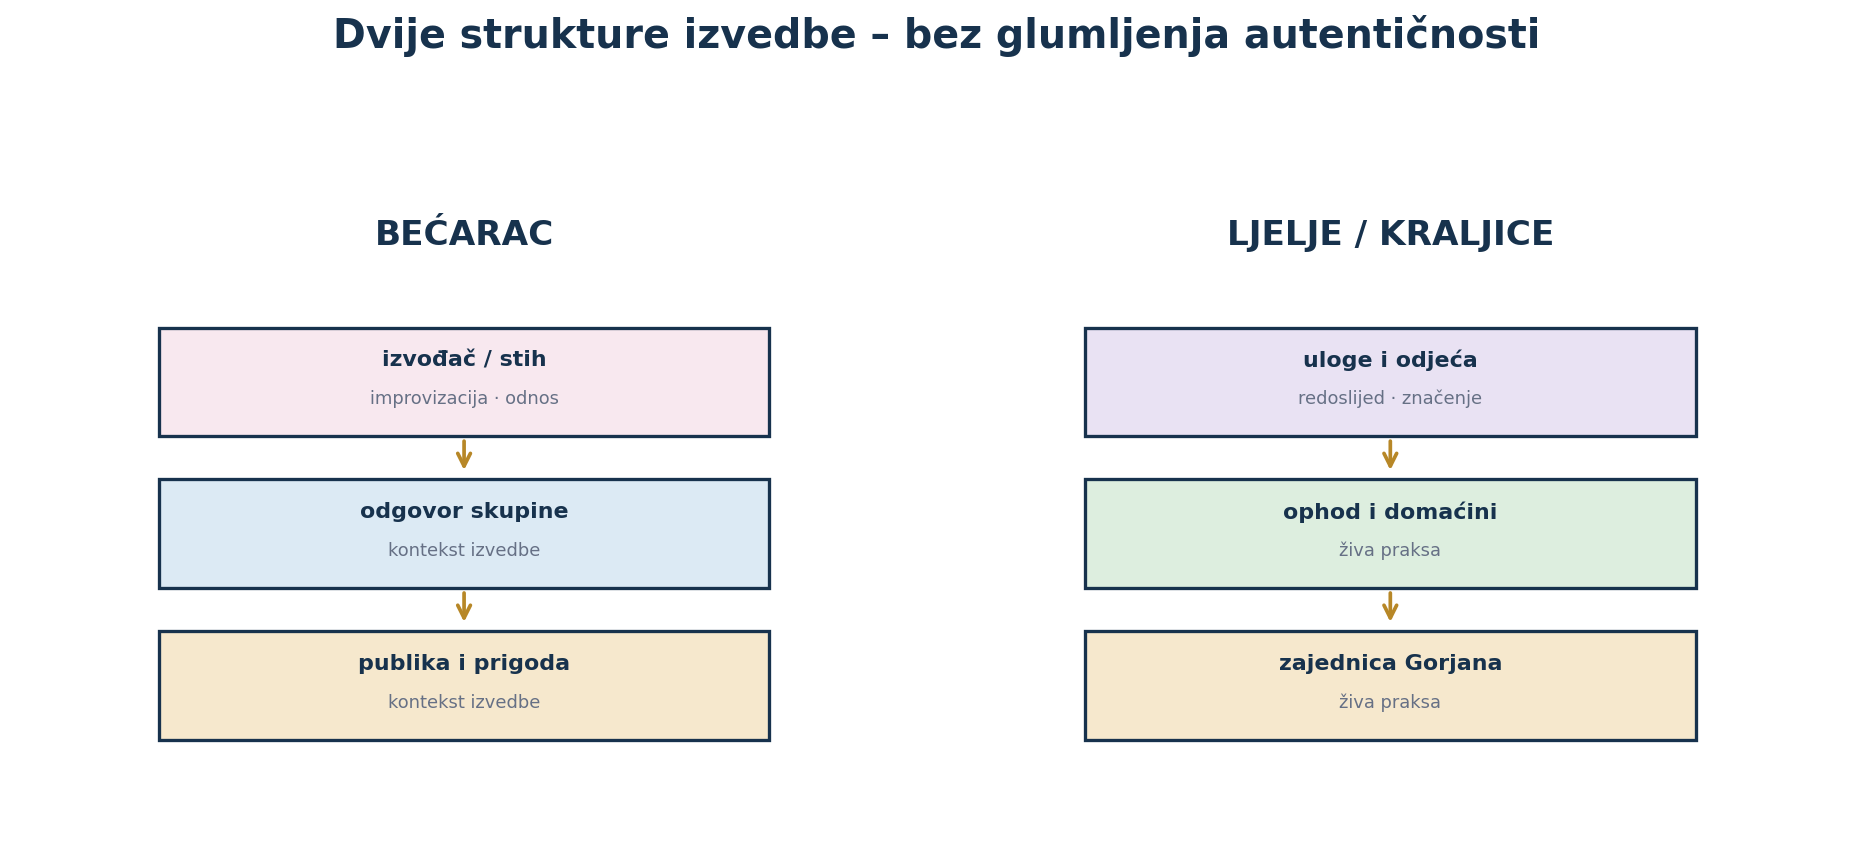 Dvije strukture izvedbe – bez glumljenja autentičnosti
BEĆARAC
izvođač / stih
improvizacija · odnos
odgovor skupine
kontekst izvedbe
publika i prigoda
kontekst izvedbe
LJELJE / KRALJICE
uloge i odjeća
redoslijed · značenje
ophod i domaćini
živa praksa
zajednica Gorjana
živa praksa